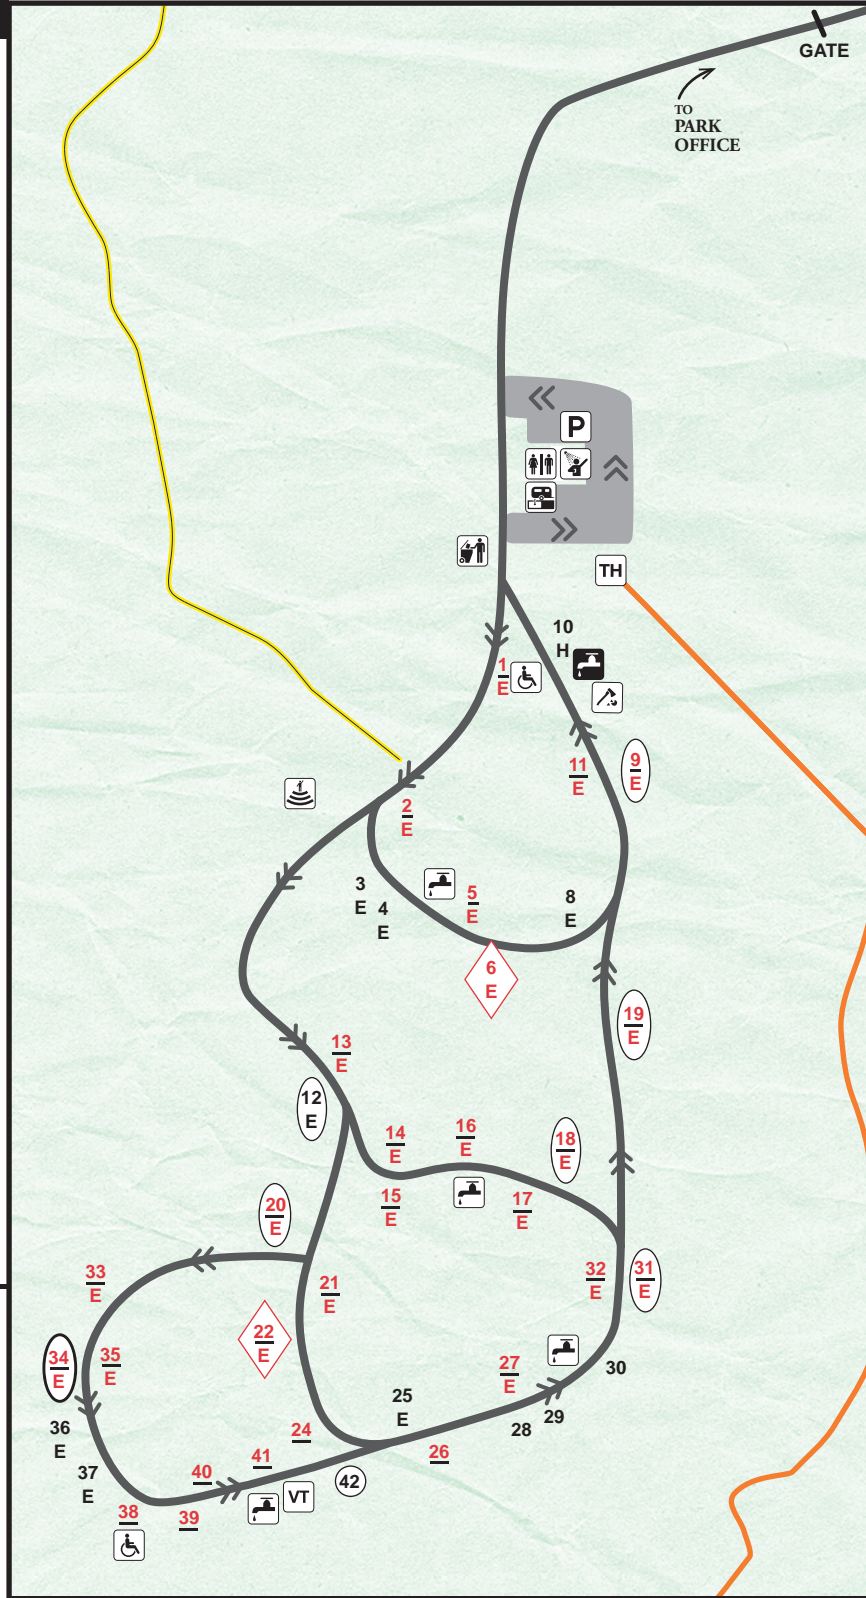 GATE
TO
PARK
OFFICE
P
TH
10
H
1
E
11
E
9
E
2
E
3
E
4
E
5
E
8
E
6
E
19
E
13
E
12
E
14
E
16
E
18
E
15
E
17
E
20
E
21
E
32
E
31
E
33
E
22
E
34
E
35
E
27
E
30
25
E
28
29
36
E
24
26
37
E
40
41
42
VT
38
39